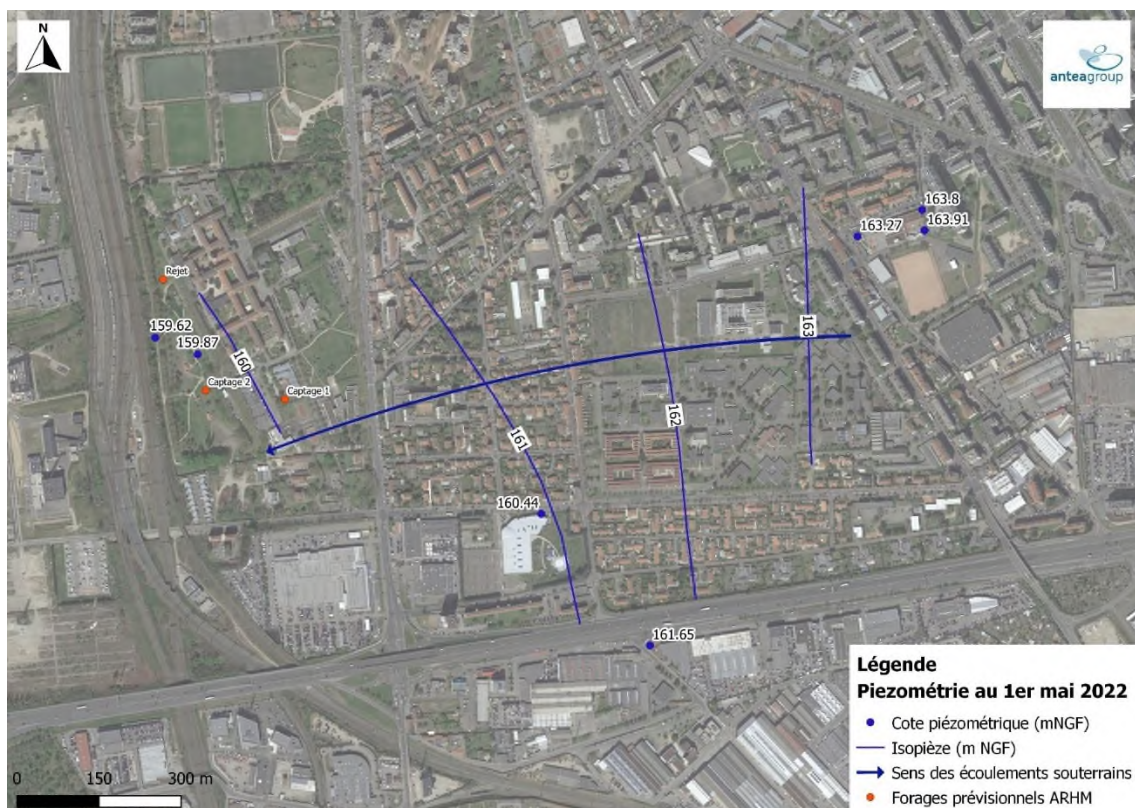 N
anteagroup
163.8
163.27
163.91
163
Rejet
159.62
159.87
160
Captage 2
Captage 1
162
161
160.44
161.65
Légende
Piezométrie au 1er mai 2022
Cote piézométrique (mNGF)
Isopièze (m NGF)
Sens des écoulements souterrains
Forages prévisionnels ARHM
0 150 300 m